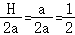 H/2a = a/2a = 1/2